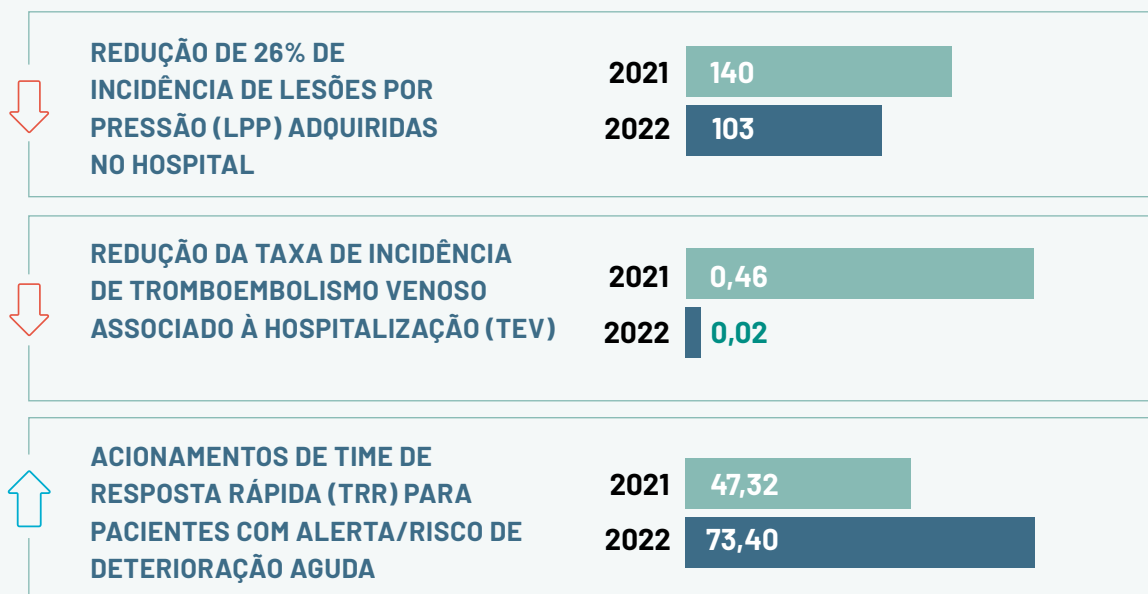 REDUÇÃO DE 26% DE
INCIDÊNCIA DE LESÕES POR
PRESSÃO (LPP) ADQUIRIDAS
NO HOSPITAL
2021 140
2022 103
REDUÇÃO DA TAXA DE INCIDÊNCIA
DE TROMBOEMBOLISMO VENOSO
ASSOCIADO À HOSPITALIZAÇÃO (TEV)
2021 0,46
2022 0,02
ACIONAMENTOS DE TIME DE
RESPOSTA RÁPIDA (TRR) PARA
PACIENTES COM ALERTA/RISCO DE
DETERIORAÇÃO AGUDA
2021 47,32
2022 73,40